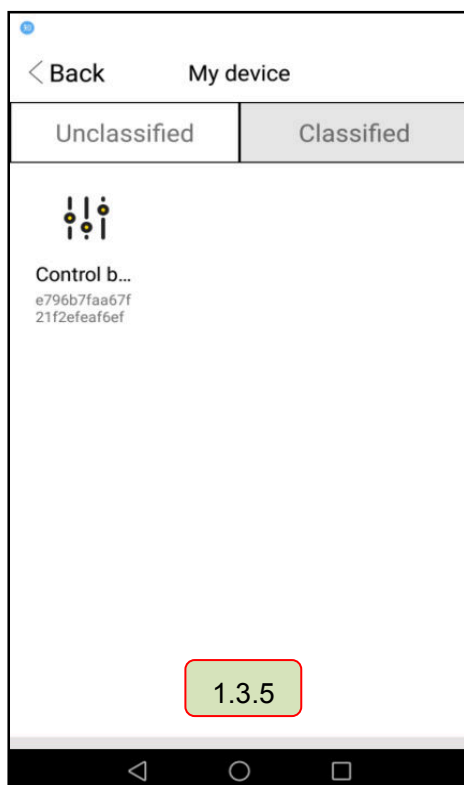 Back
My device
Unclassified
Classified
Control b...
e796b7faa67f
21f2efeaf6ef
1.3.5